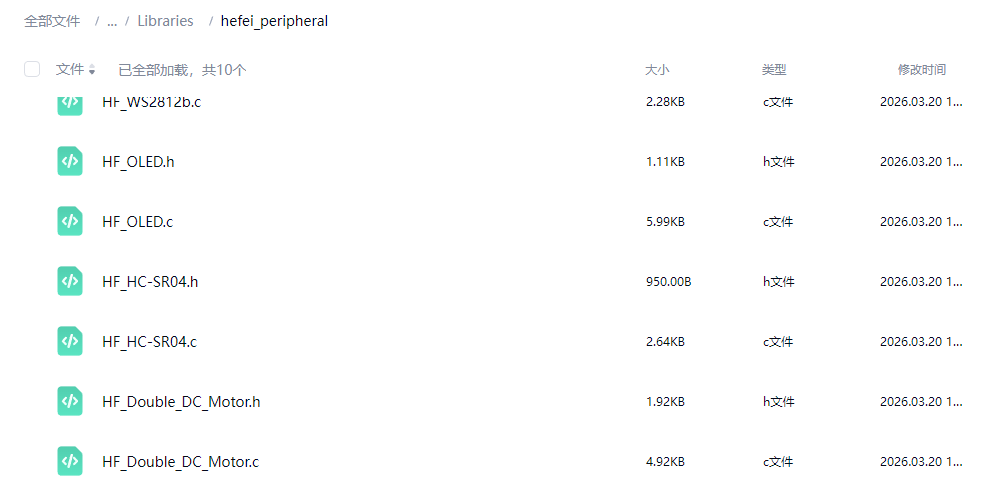 全部文件 / ... / Libraries / hefei_peripheral
文件 已全部加载，共10个 大小 类型 修改时间
HF_WS2812b.c 2.28KB c文件 2026.03.20 1...
HF_OLED.h 1.11KB h文件 2026.03.20 1...
HF_OLED.c 5.99KB c文件 2026.03.20 1...
HF_HC-SR04.h 950.00B h文件 2026.03.20 1...
HF_HC-SR04.c 2.64KB c文件 2026.03.20 1...
HF_Double_DC_Motor.h 1.92KB h文件 2026.03.20 1...
HF_Double_DC_Motor.c 4.92KB c文件 2026.03.20 1...